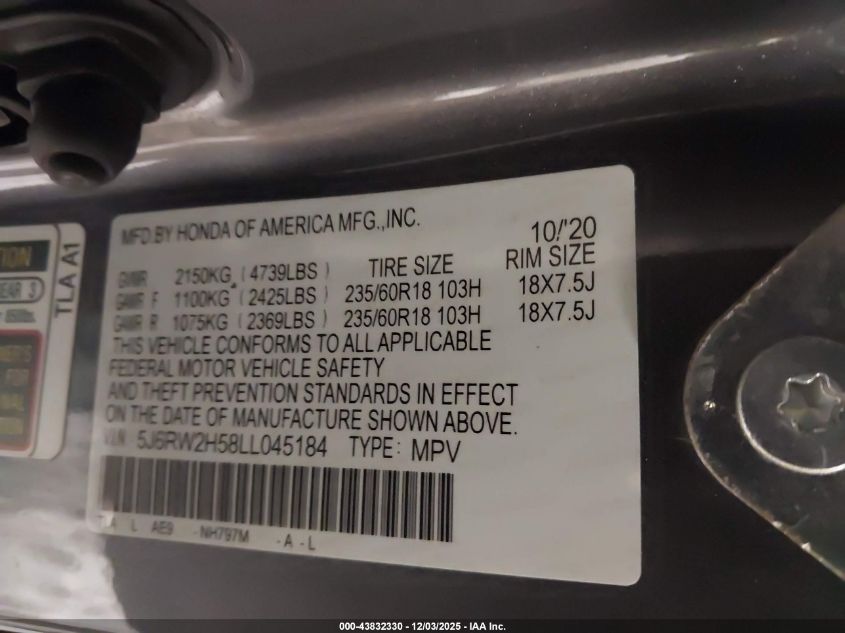 MFD.BY HONDA OF AMERICA MFG.,INC. 10/'20
TIRE SIZE RIM SIZE
GVWR 2150KG ( 4739LBS )
GAWR F 1100KG ( 2425LBS ) 235/60R18 103H 18X7.5J
GAWR R 1075KG ( 2369LBS ) 235/60R18 103H 18X7.5J
THIS VEHICLE CONFORMS TO ALL APPLICABLE
FEDERAL MOTOR VEHICLE SAFETY
AND THEFT PREVENTION STANDARDS IN EFFECT
ON THE DATE OF MANUFACTURE SHOWN ABOVE.
VIN: 5J6RW2H58LL045184 TYPE: MPV
TLA L AE9 -NH797M -A-L
TLA A1
000-43832330 - 12/03/2025 - IAA Inc.